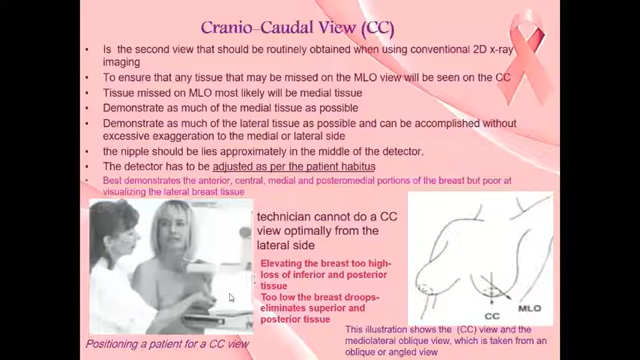 Cranio-Caudal View (CC)
• Is the second view that should be routinely obtained when using conventional 2D x-ray
imaging
• To ensure that any tissue that may be missed on the MLO view will be seen on the CC
• Tissue missed on MLO most likely will be medial tissue
• Demonstrate as much of the medial tissue as possible
• Demonstrate as much of the lateral tissue as possible and can be accomplished without
excessive exaggeration to the medial or lateral side
• the nipple should be lies approximately in the middle of the detector.
• The detector has to be adjusted as per the patient habitus
• Best demonstrates the anterior, central, medial and posteromedial portions of the breast but poor at
visualizing the lateral breast tissue
technician cannot do a CC
view optimally from the
lateral side
Elevating the breast too high-
loss of inferior and posterior
tissue
Too low the breast droops-
eliminates superior and
posterior tissue
Positioning a patient for a CC view
CC
MLO
This illustration shows the (CC) view and the
mediolateral oblique view, which is taken from an
oblique or angled view